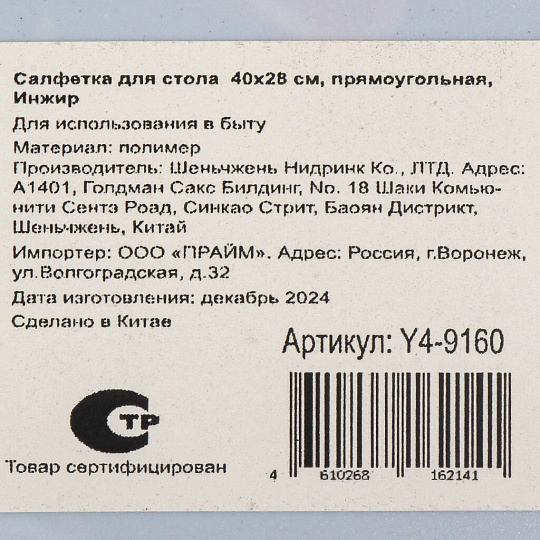 Салфетка для стола 40x28 см, прямоугольная,
Инжир
Для использования в быту
Материал: полимер
Производитель: Шеньчжень Нидринк Ко., ЛТД. Адрес:
А1401, Голдман Сакс Билдинг, No. 18 Шаки Комью-
нити Сентэ Роад, Синкао Стрит, Баоян Дистрикт,
Шеньчжень, Китай
Импортер: ООО «ПРАЙМ». Адрес: Россия, г.Воронеж,
ул.Волгоградская, д.32
Дата изготовления: декабрь 2024
Сделано в Китае
Артикул: Y4-9160
СТР
Товар сертифицирован
4 610268 162141